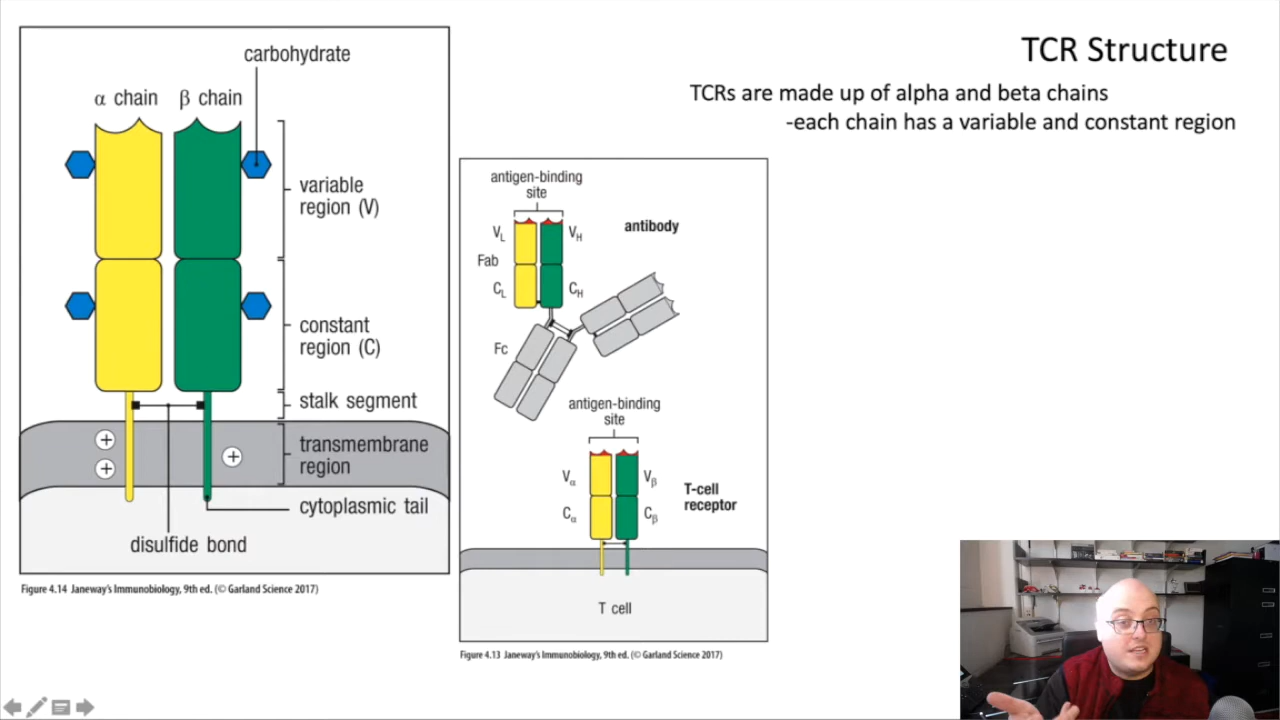 TCR Structure
TCRs are made up of alpha and beta chains
-each chain has a variable and constant region
carbohydrate
α chain
β chain
variable
region (V)
constant
region (C)
stalk segment
+
+
+
transmembrane
region
cytoplasmic tail
disulfide bond
Figure 4.14 Janeway's Immunobiology, 9th ed. (© Garland Science 2017)
antigen-binding
site
antibody
VL
VH
Fab
CL
CH
Fc
antigen-binding
site
Vα
Vβ
T-cell
receptor
Cα
Cβ
T cell
Figure 4.13 Janeway's Immunobiology, 9th ed. (© Garland Science 2017)